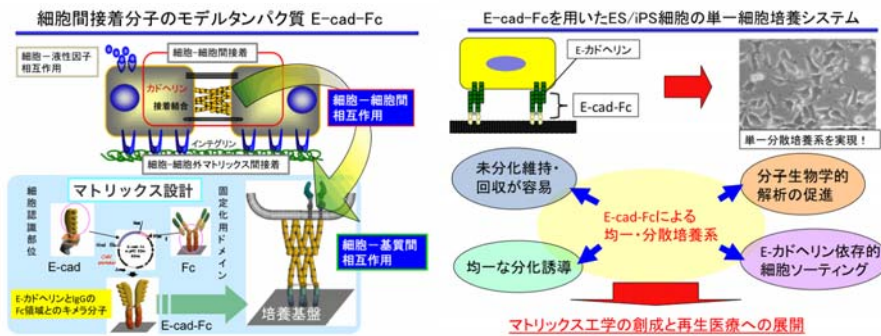 細胞間接着分子のモデルタンパク質 E-cad-Fc
細胞－液性因子
相互作用
細胞-細胞間接着
カドヘリン
接着結合
細胞－細胞間
相互作用
インテグリン
細胞-細胞外マトリックス間接着
マトリックス設計
細胞認識部位
固定化用ドメイン
E-cad
Fc
細胞－基質間
相互作用
E-カドヘリンとIgGの
Fc領域とのキメラ分子
E-cad-Fc
培養基盤
E-cad-Fcを用いたES/iPS細胞の単一細胞培養システム
E-カドヘリン
E-cad-Fc
単一分散培養系を実現！
未分化維持・
回収が容易
分子生物学的
解析の促進
E-cad-Fcによる
均一・分散培養系
均一な分化誘導
E-カドヘリン依存的
細胞ソーティング
マトリックス工学の創成と再生医療への展開